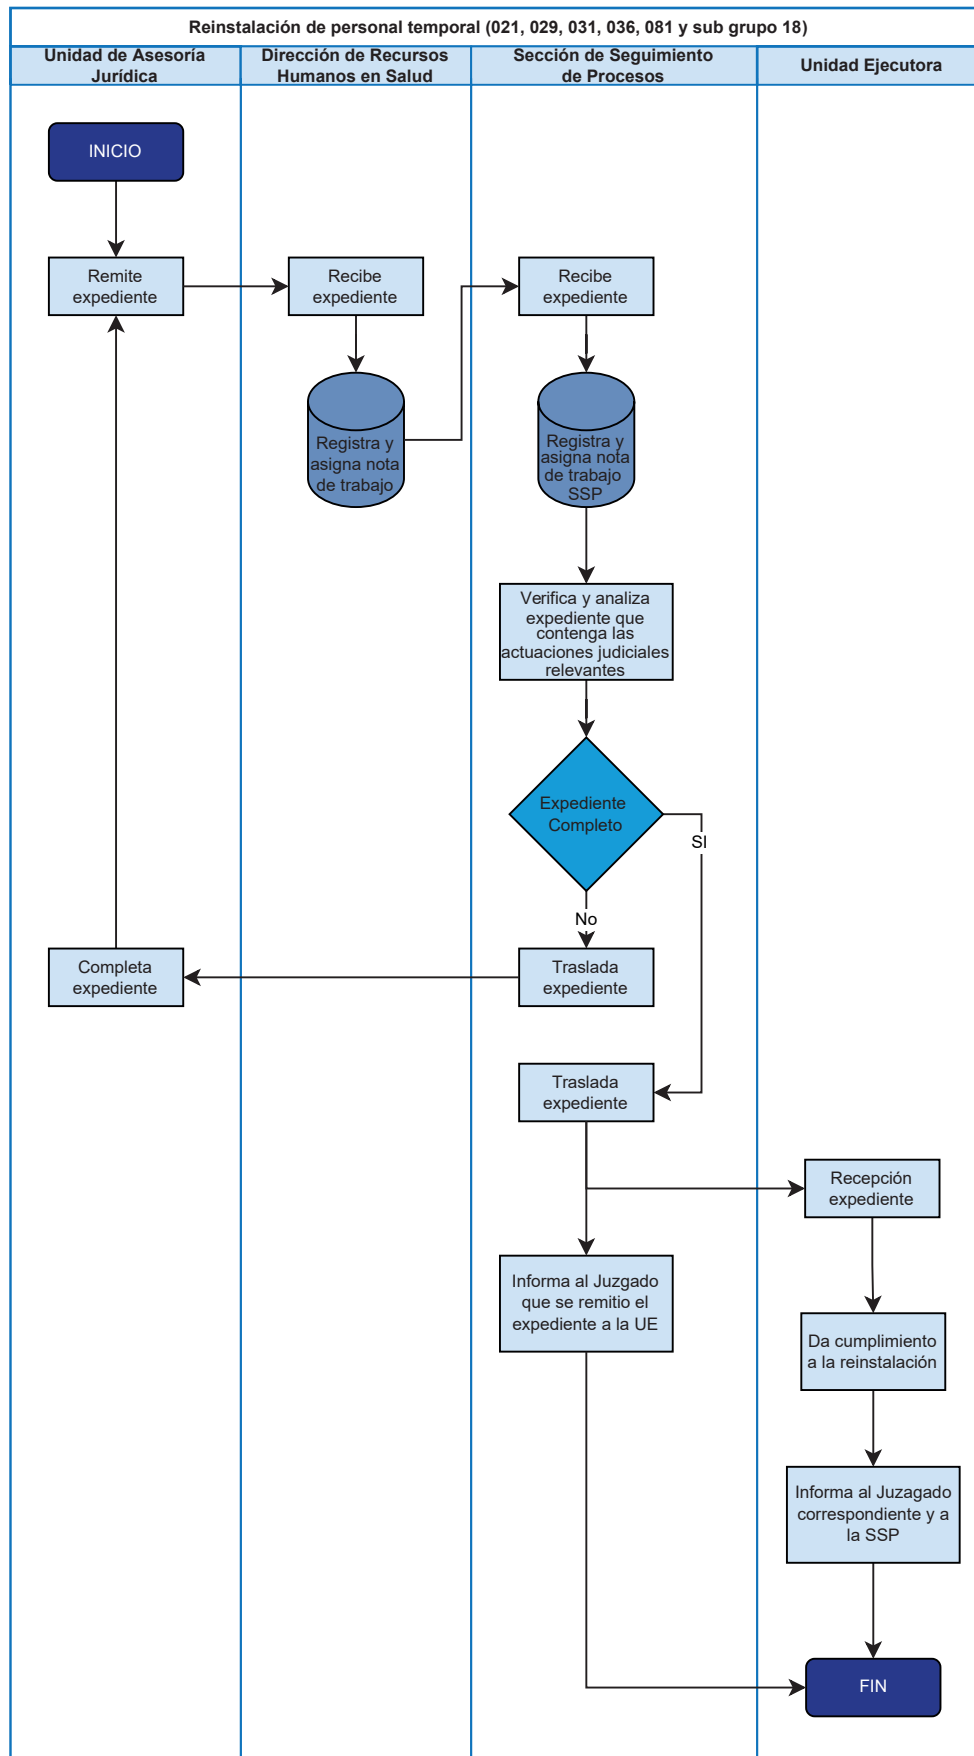 Reinstalación de personal temporal (021, 029, 031, 036, 081 y sub grupo 18)
Unidad de Asesoría
Jurídica
Dirección de Recursos
Humanos en Salud
Sección de Seguimiento
de Procesos
Unidad Ejecutora
INICIO
Remite
expediente
Recibe
expediente
Recibe
expediente
Registra y
asigna nota
de trabajo
Registra y
asigna nota
de trabajo
SSP
Verifica y analiza
expediente que
contenga las
actuaciones judiciales
relevantes
Expediente
Completo
SI
No
Completa
expediente
Traslada
expediente
Traslada
expediente
Recepción
expediente
Informa al Juzgado
que se remitio el
expediente a la UE
Da cumplimiento
a la reinstalación
Informa al Juzagado
correspondiente y a
la SSP
FIN